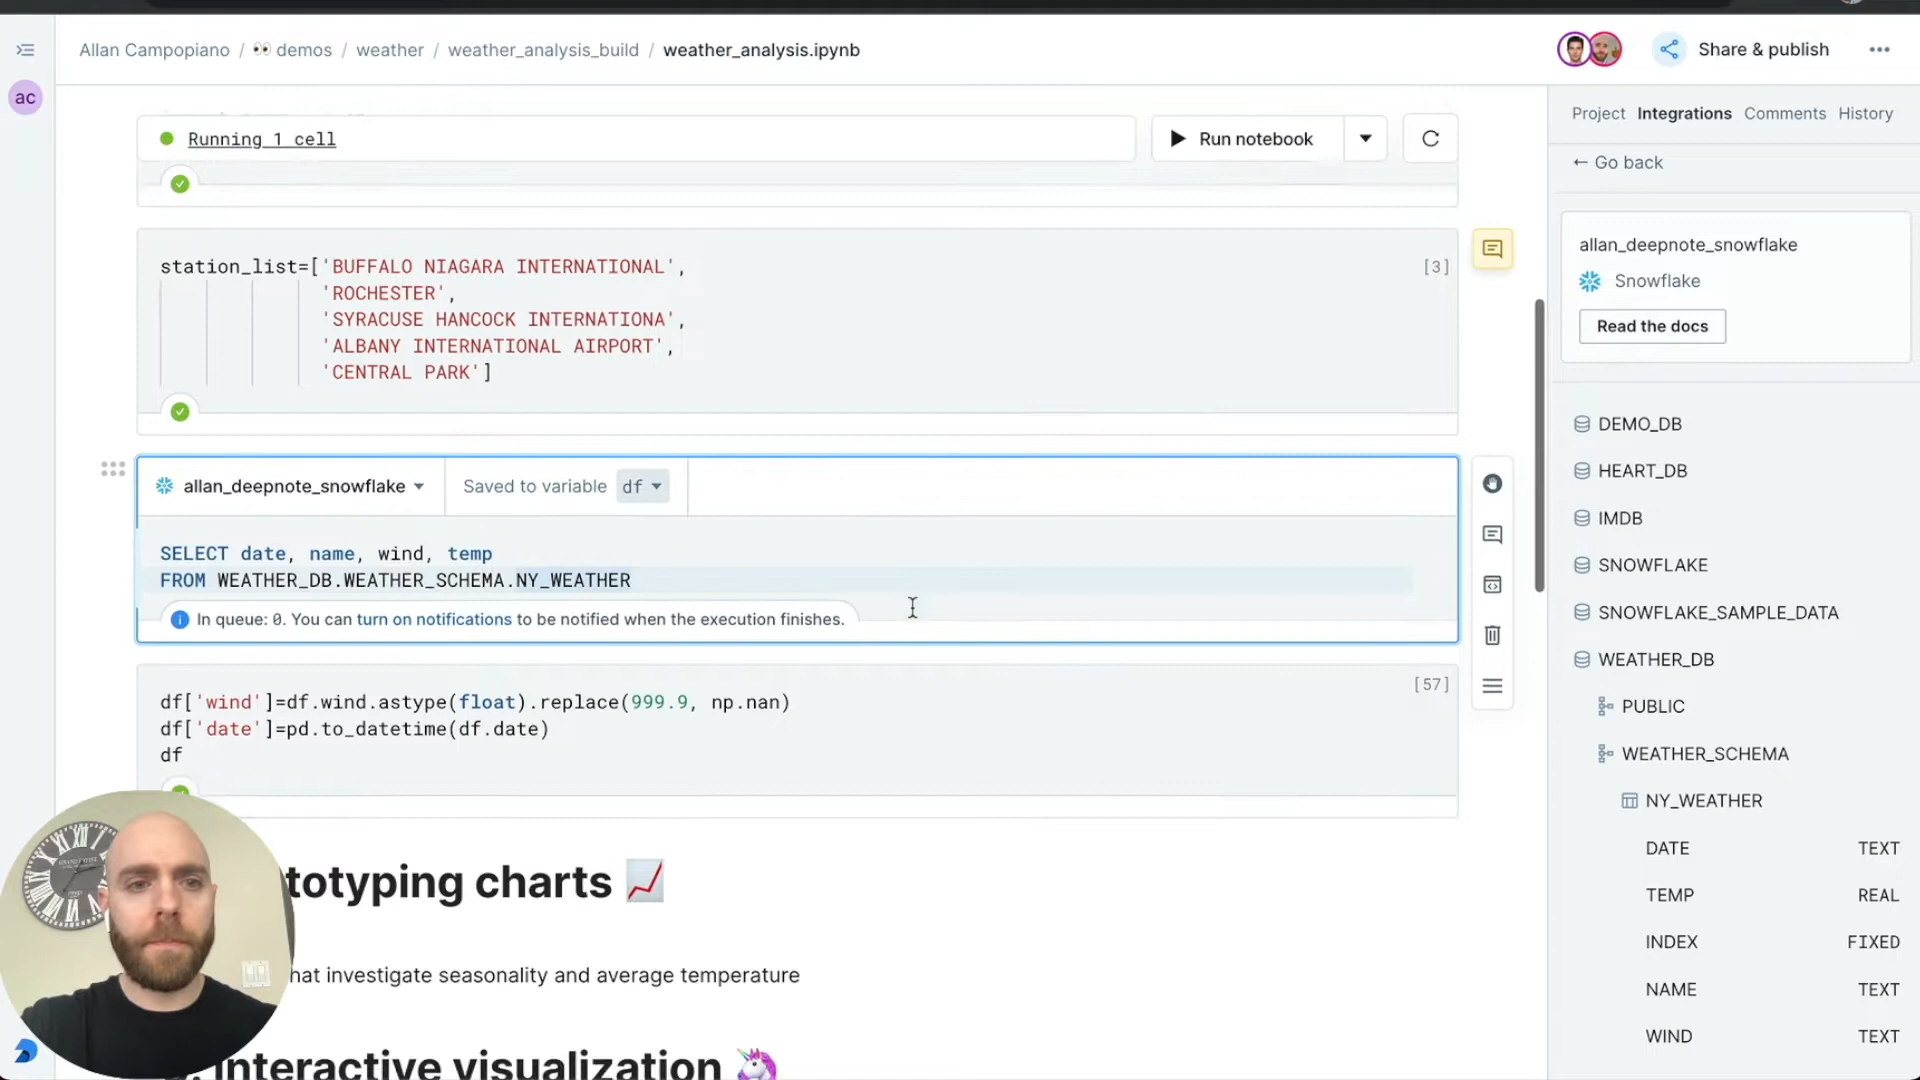 Allan Campopiano / 👀 demos / weather / weather_analysis_build / weather_analysis.ipynb
Share & publish
ac
Project Integrations Comments History
Running 1 cell
Run notebook
← Go back
station_list=['BUFFALO NIAGARA INTERNATIONAL',
'ROCHESTER',
'SYRACUSE HANCOCK INTERNATIONA',
'ALBANY INTERNATIONAL AIRPORT',
'CENTRAL PARK']
[3]
allan_deepnote_snowflake
Snowflake
Read the docs
allan_deepnote_snowflake
Saved to variable df
SELECT date, name, wind, temp
FROM WEATHER_DB.WEATHER_SCHEMA.NY_WEATHER
In queue: 0. You can turn on notifications to be notified when the execution finishes.
df['wind']=df.wind.astype(float).replace(999.9, np.nan)
df['date']=pd.to_datetime(df.date)
df
[57]
totyping charts 📈
hat investigate seasonality and average temperature
. Interactive visualization 🦄
DEMO_DB
HEART_DB
IMDB
SNOWFLAKE
SNOWFLAKE_SAMPLE_DATA
WEATHER_DB
PUBLIC
WEATHER_SCHEMA
NY_WEATHER
DATE TEXT
TEMP REAL
INDEX FIXED
NAME TEXT
WIND TEXT